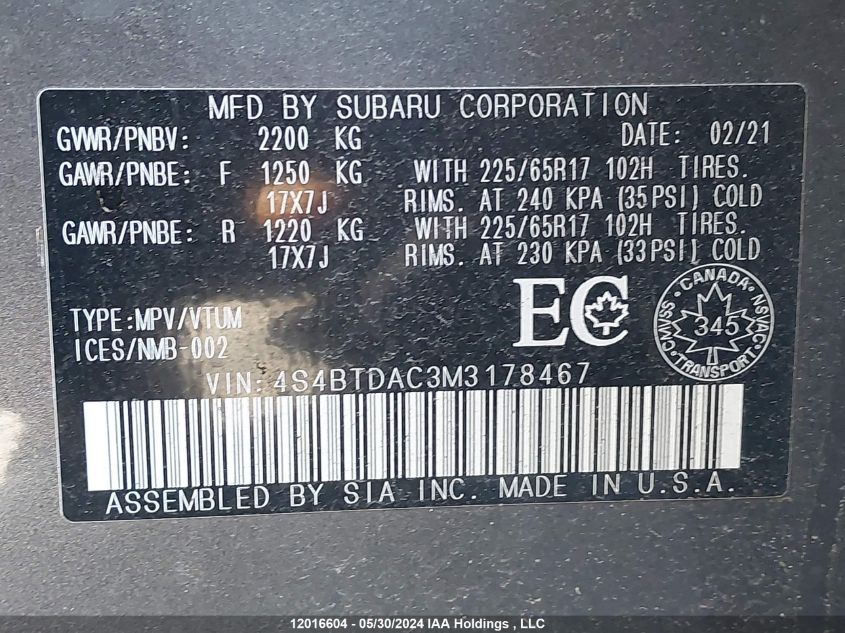 MFD BY SUBARU CORPORATION
GVWR/PNBV: 2200 KG DATE: 02/21
GAWR/PNBE: F 1250 KG WITH 225/65R17 102H TIRES.
17X7J RIMS. AT 240 KPA (35PSI) COLD
GAWR/PNBE: R 1220 KG WITH 225/65R17 102H TIRES.
17X7J RIMS. AT 230 KPA (33PSI) COLD
EC
CANADA
CMVSS · NSVAC
345
TRANSPORT
TYPE:MPV/VTUM
ICES/NMB-002
VIN: 4S4BTDAC3M3178467
ASSEMBLED BY SIA INC. MADE IN U.S.A.
12016604 - 05/30/2024 IAA Holdings , LLC